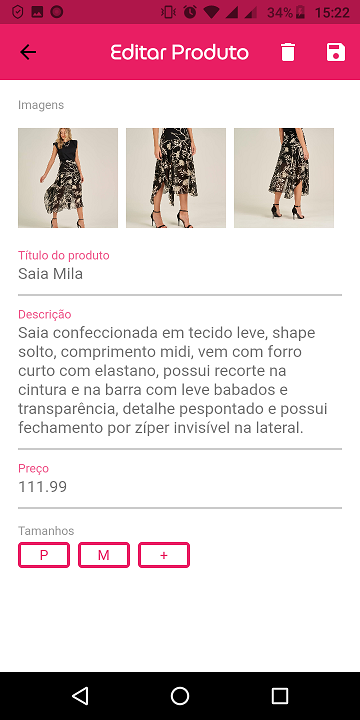 34% 15:22
Editar Produto
Imagens
Título do produto
Saia Mila
Descrição
Saia confeccionada em tecido leve, shape
solto, comprimento midi, vem com forro
curto com elastano, possui recorte na
cintura e na barra com leve babados e
transparência, detalhe pespontado e possui
fechamento por zíper invisível na lateral.
Preço
111.99
Tamanhos
P M +